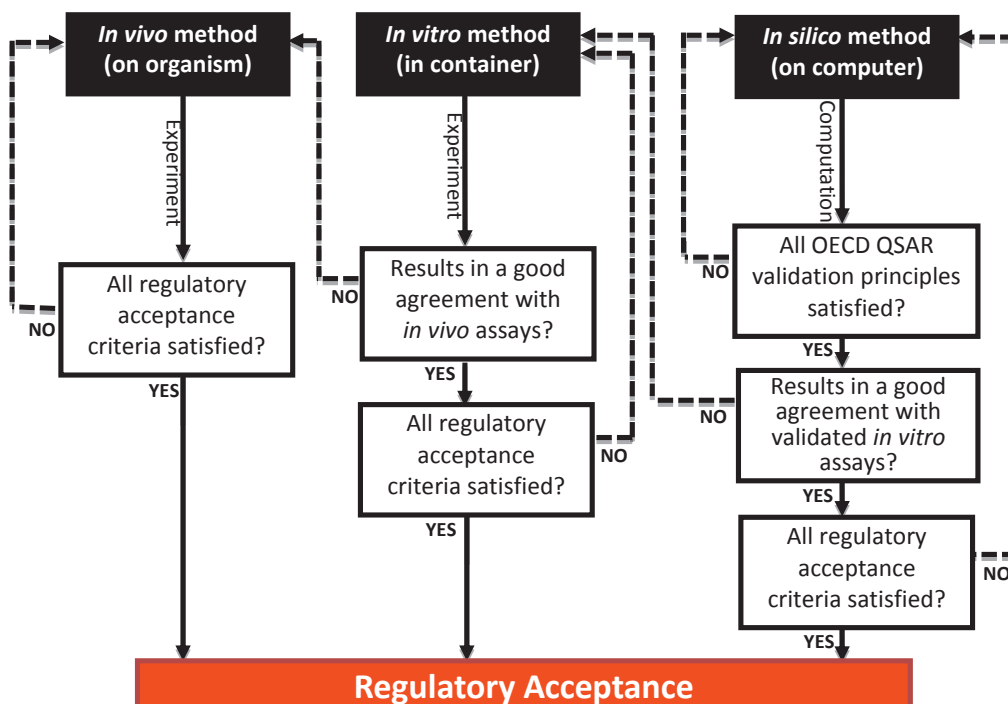 In vivo method
(on organism)
Experiment
All regulatory
acceptance
criteria satisfied?
NO
YES
In vitro method
(in container)
Experiment
Results in a good
agreement with
in vivo assays?
NO
YES
All regulatory
acceptance
criteria satisfied?
NO
YES
In silico method
(on computer)
Computation
All OECD QSAR
validation principles
satisfied?
NO
YES
Results in a good
agreement with
validated in vitro
assays?
NO
YES
All regulatory
acceptance
criteria satisfied?
NO
YES
Regulatory Acceptance